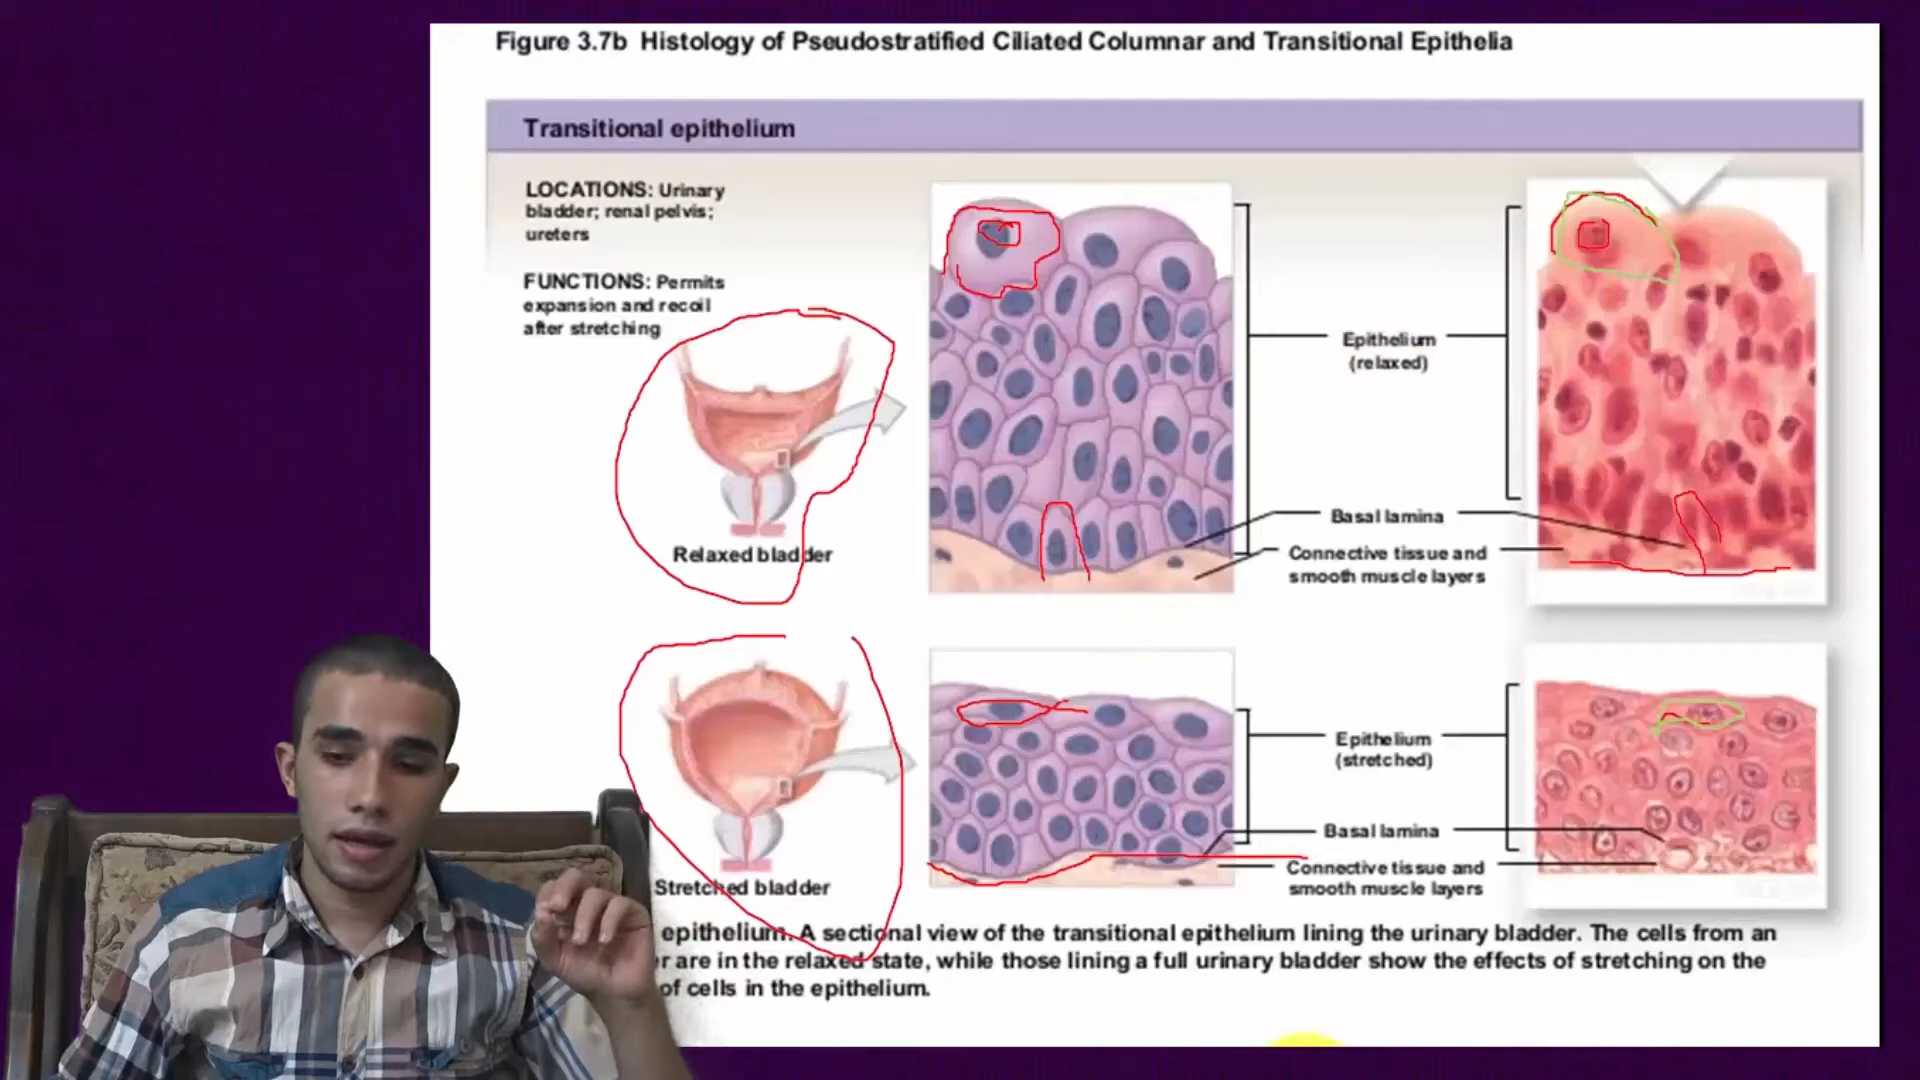 Figure 3.7b Histology of Pseudostratified Ciliated Columnar and Transitional Epithelia
Transitional epithelium
LOCATIONS: Urinary
bladder; renal pelvis;
ureters
FUNCTIONS: Permits
expansion and recoil
after stretching
Relaxed bladder
Epithelium
(relaxed)
Basal lamina
Connective tissue and
smooth muscle layers
Stretched bladder
Epithelium
(stretched)
Basal lamina
Connective tissue and
smooth muscle layers
epithelium. A sectional view of the transitional epithelium lining the urinary bladder. The cells from an
are in the relaxed state, while those lining a full urinary bladder show the effects of stretching on the
of cells in the epithelium.